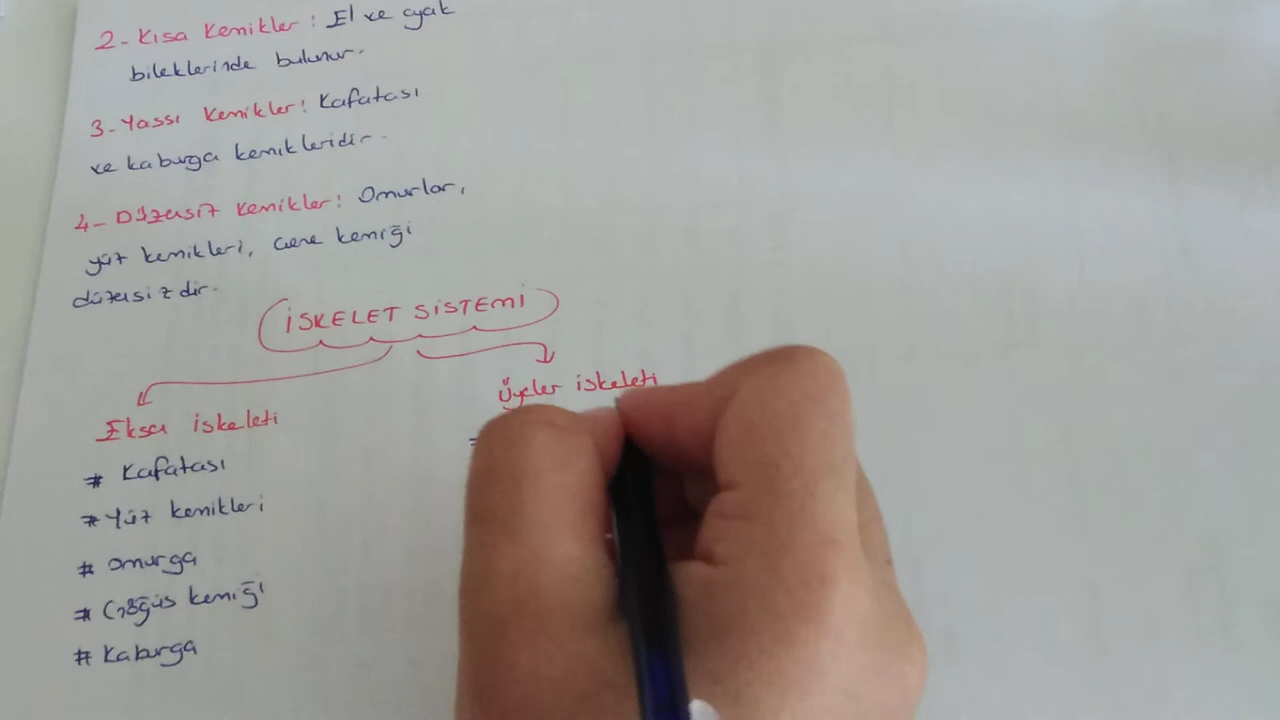 2- Kısa Kemikler : El ve ayak
bileklerinde bulunur.
3- Yassı Kemikler: Kafatası
ve kaburga kemikleridir.
4- Düzensiz Kemikler: Omurlar,
yüz kemikleri, çene kemiği
düzensizdir.
İSKELET SİSTEMİ
Eksen iskeleti
# Kafatası
# Yüz kemikleri
# Omurga
# Göğüs kemiği
# Kaburga
Üyeler iskeleti